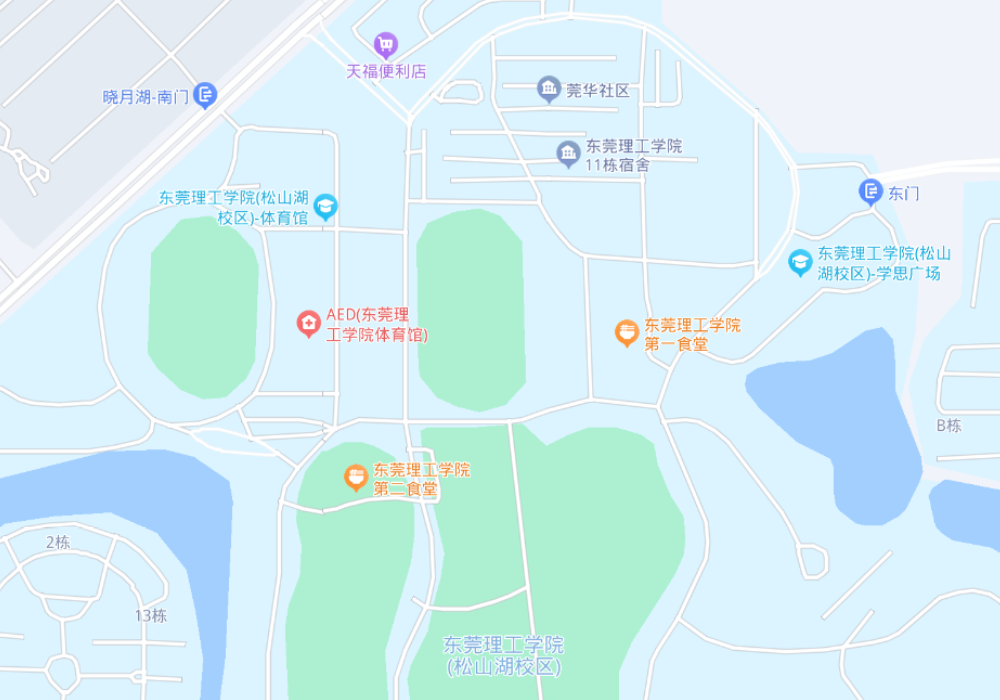 天福便利店
晓月湖-南门
莞华社区
东莞理工学院
11栋宿舍
东莞理工学院(松山湖
校区)-体育馆
东门
东莞理工学院(松山
湖校区)-学思广场
AED(东莞理
工学院体育馆)
东莞理工学院
第一食堂
B栋
东莞理工学院
第二食堂
2栋
13栋
东莞理工学院
(松山湖校区)